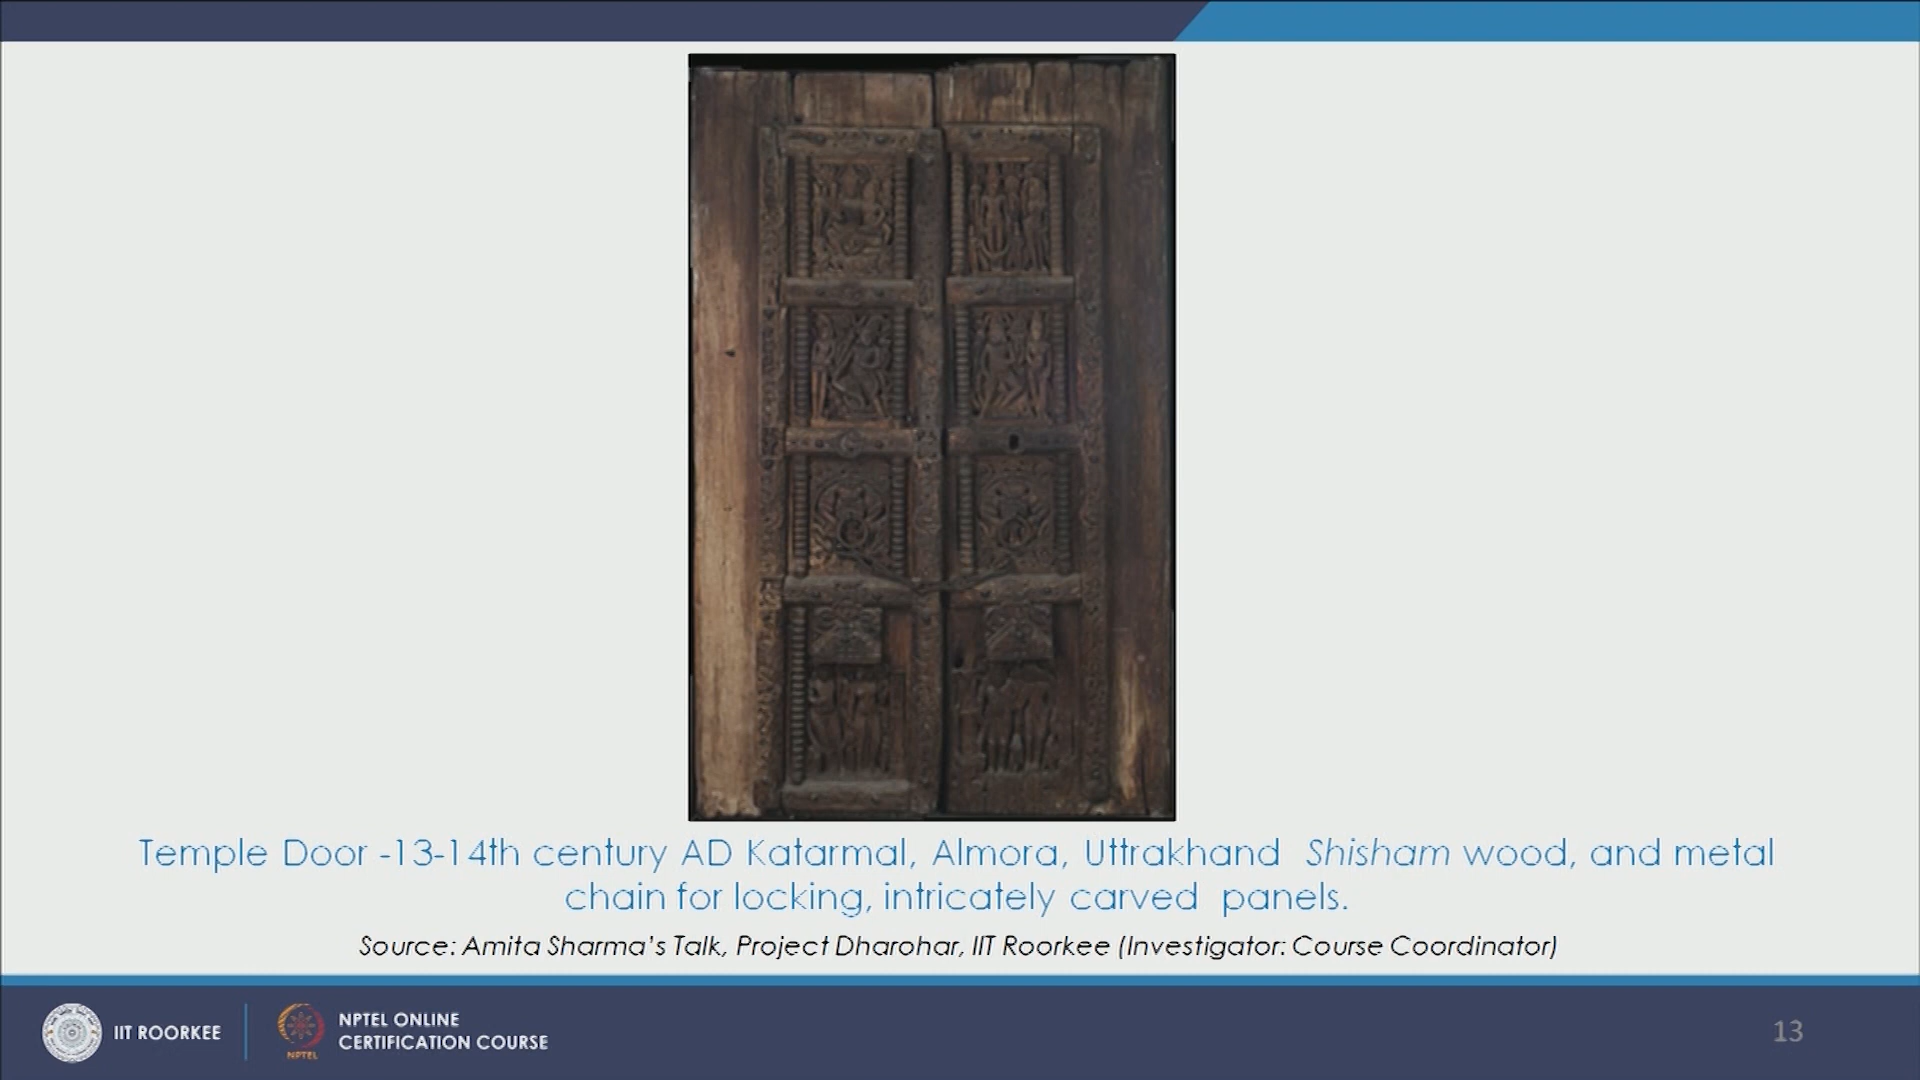 Temple Door -13-14th century AD Katarmal, Almora, Uttrakhand Shisham wood, and metal
chain for locking, intricately carved panels.
Source: Amita Sharma's Talk, Project Dharohar, IIT Roorkee (Investigator: Course Coordinator)
IIT ROORKEE
NPTEL
NPTEL ONLINE
CERTIFICATION COURSE
13